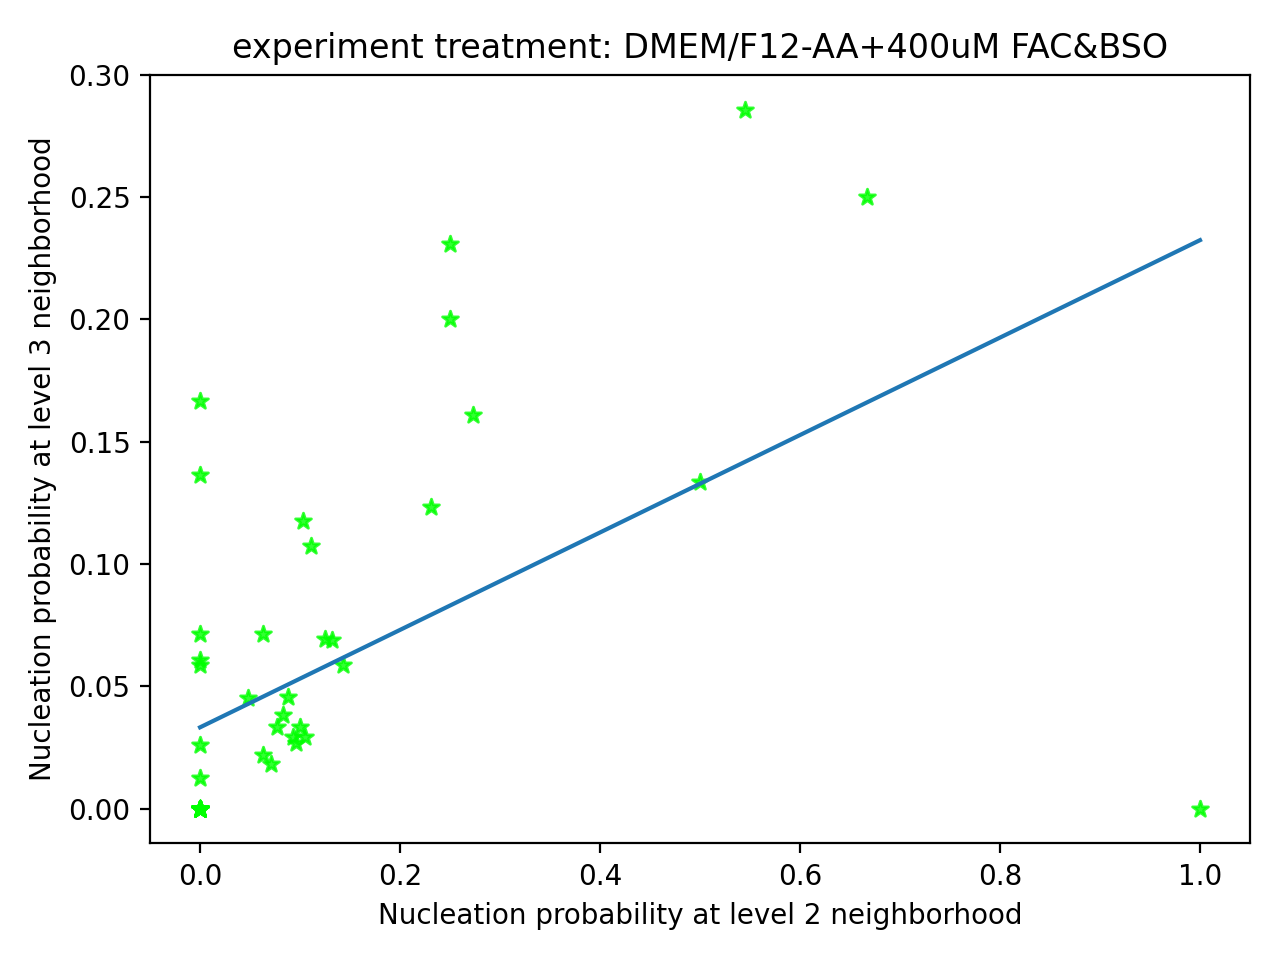 experiment treatment: DMEM/F12-AA+400uM FAC&BSO
0.30
0.25
0.20
0.15
0.10
0.05
0.00
Nucleation probability at level 3 neighborhood
0.0 0.2 0.4 0.6 0.8 1.0
Nucleation probability at level 2 neighborhood